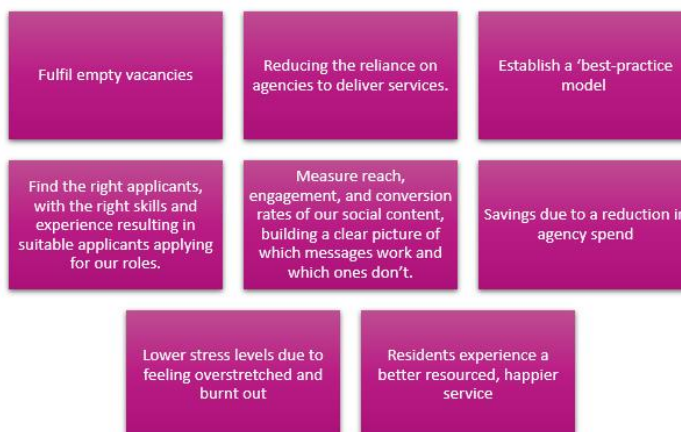 Fulfil empty vacancies
Reducing the reliance on
agencies to deliver services.
Establish a ‘best-practice
model
Find the right applicants,
with the right skills and
experience resulting in
suitable applicants applying
for our roles.
Measure reach,
engagement, and conversion
rates of our social content,
building a clear picture of
which messages work and
which ones don’t.
Savings due to a reduction in
agency spend
Lower stress levels due to
feeling overstretched and
burnt out
Residents experience a
better resourced, happier
service